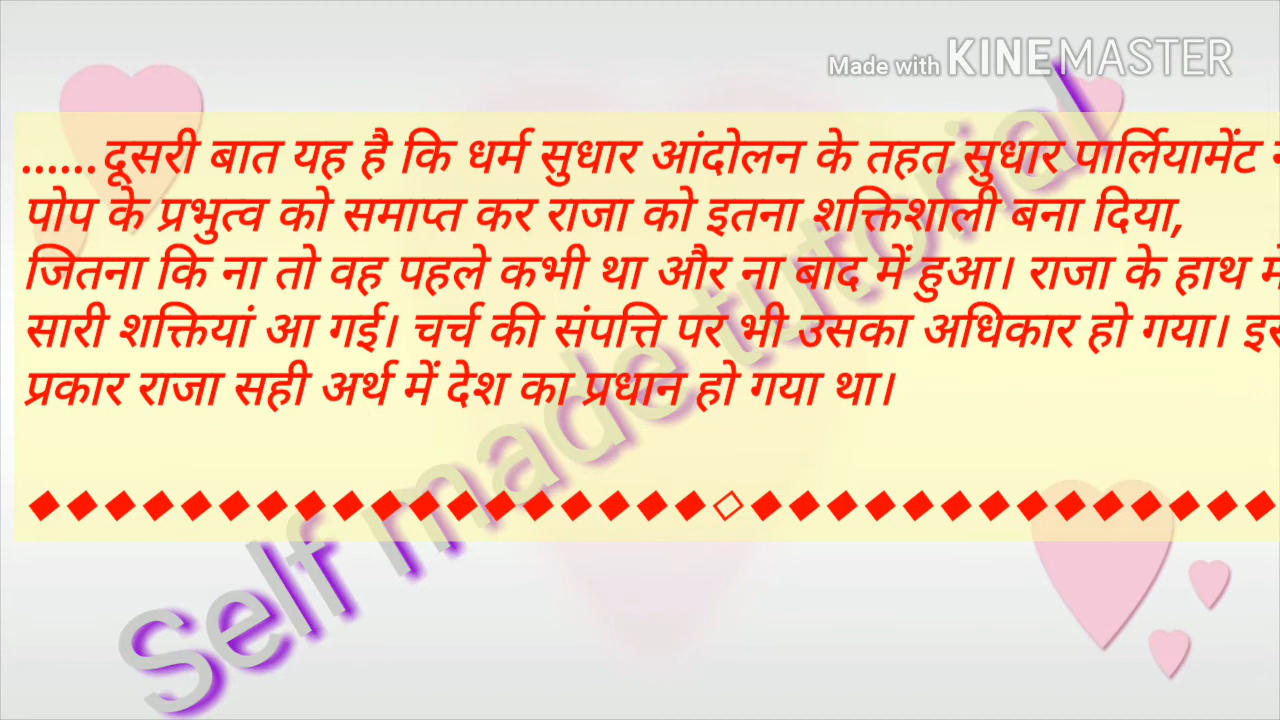 Made with KINEMASTER
......दूसरी बात यह है कि धर्म सुधार आंदोलन के तहत सुधार पार्लियामेंट
पोप के प्रभुत्व को समाप्त कर राजा को इतना शक्तिशाली बना दिया,
जितना कि ना तो वह पहले कभी था और ना बाद में हुआ। राजा के हाथ
सारी शक्तियां आ गई। चर्च की संपत्ति पर भी उसका अधिकार हो गया।
प्रकार राजा सही अर्थ में देश का प्रधान हो गया था।
Self made tutorial